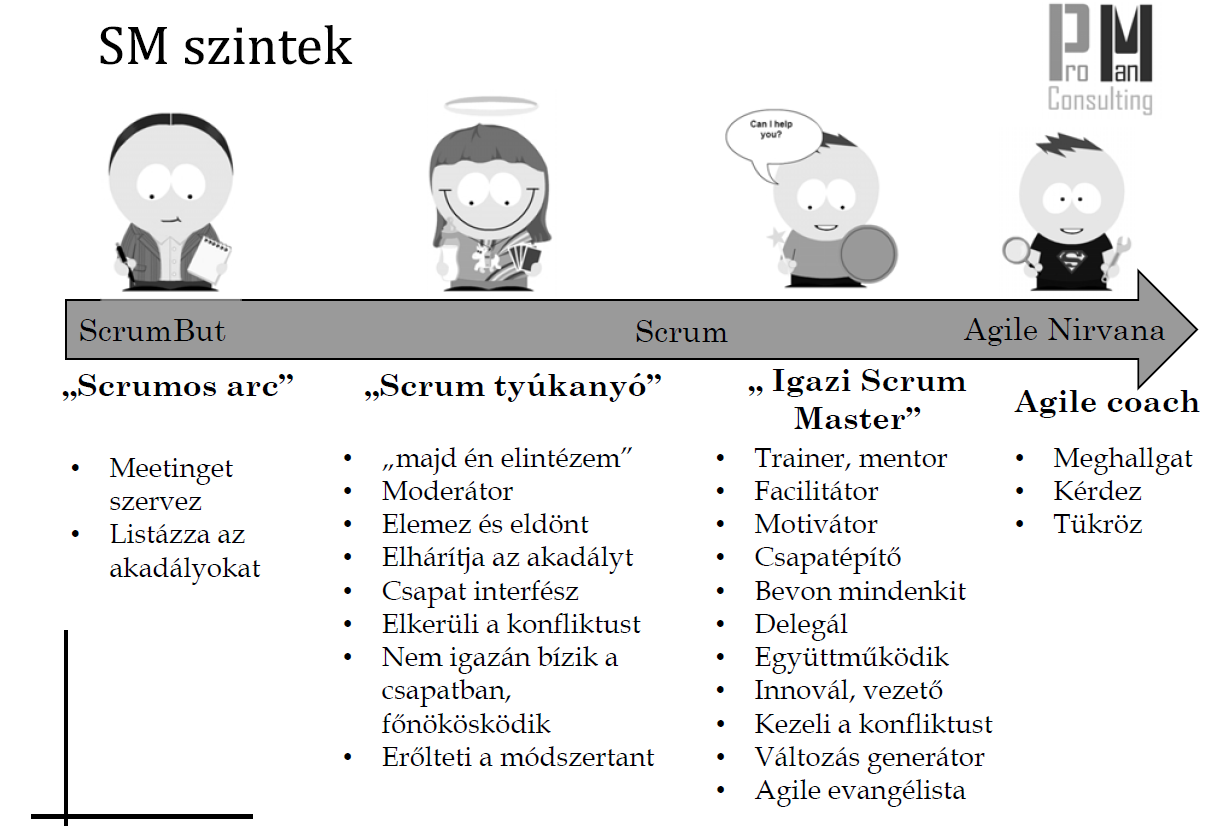 SM szintek
Pro Man
Consulting
Can I help
you?
ScrumBut
Scrum
Agile Nirvana
„Scrumos arc”
• Meetinget
szervez
• Listázza az
akadályokat
„Scrum tyúkanyó”
• „majd én elintézem”
• Moderátor
• Elemez és eldönt
• Elhárítja az akadályt
• Csapat interfész
• Elkerüli a konfliktust
• Nem igazán bízik a
csapatban,
főnökösködik
• Erőlteti a módszertant
„ Igazi Scrum
Master”
• Trainer, mentor
• Facilitátor
• Motivátor
• Csapatépítő
• Bevon mindenkit
• Delegál
• Együttműködik
• Innovál, vezető
• Kezeli a konfliktust
• Változás generátor
• Agile evangélista
Agile coach
• Meghallgat
• Kérdez
• Tükröz